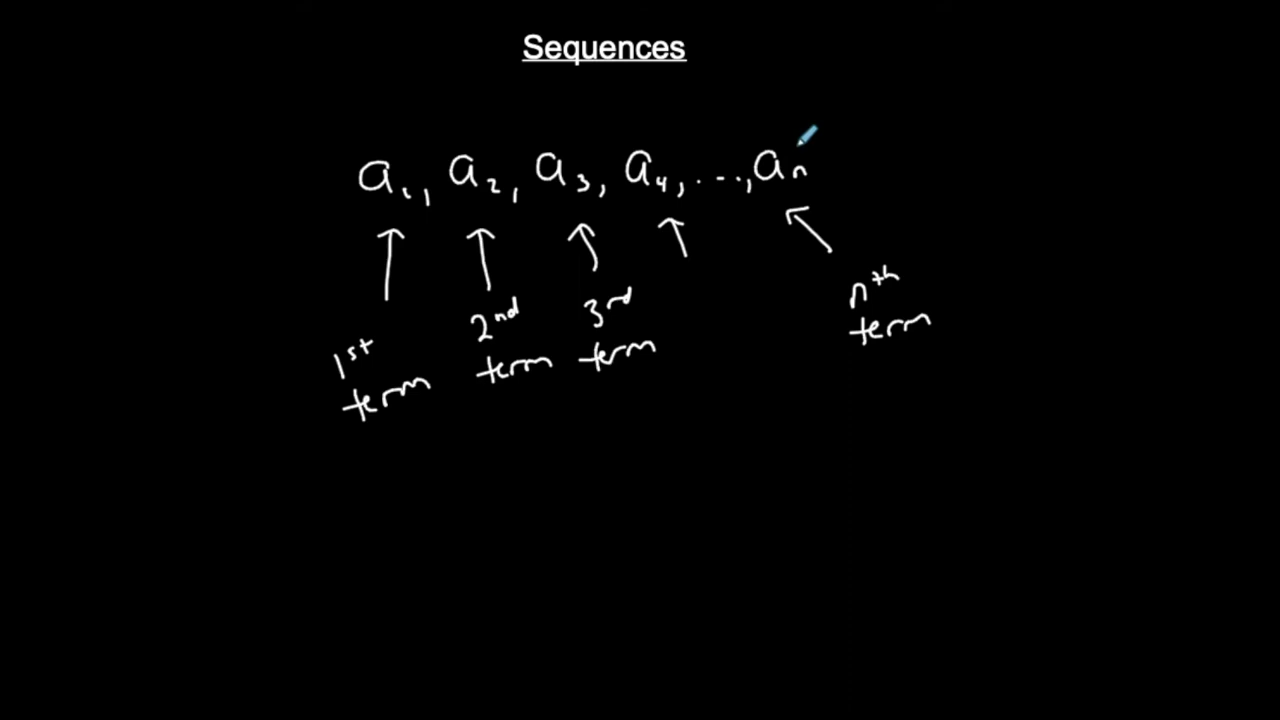 Sequences
a₁, a₂, a₃, a₄, ..., aₙ
1st term
2nd term
3rd term
nth term